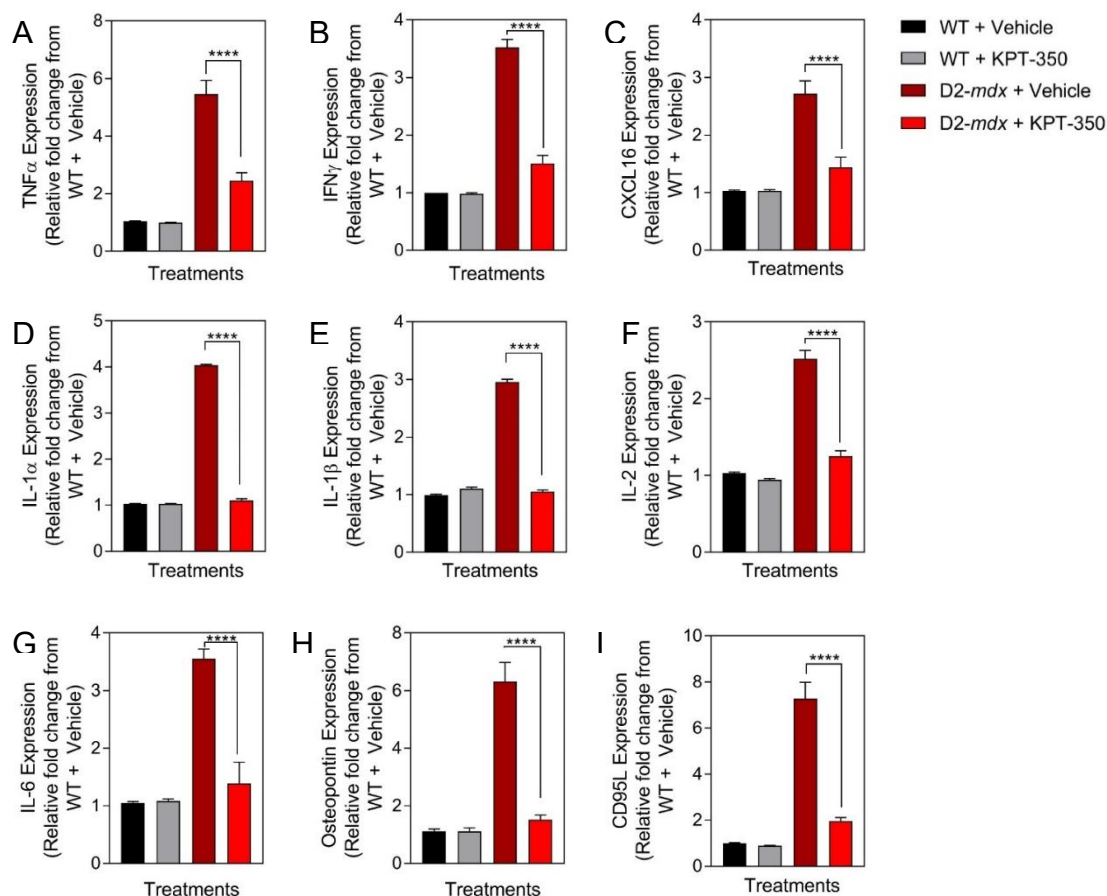 A
TNFα Expression
(Relative fold change from
WT + Vehicle)
8
6
4
2
0
****
Treatments
B
IFNγ Expression
(Relative fold change from
WT + Vehicle)
4
3
2
1
0
****
Treatments
C
CXCL16 Expression
(Relative fold change from
WT + Vehicle)
4
3
2
1
0
****
Treatments
WT + Vehicle
WT + KPT-350
D2-mdx + Vehicle
D2-mdx + KPT-350
D
IL-1α Expression
(Relative fold change from
WT + Vehicle)
5
4
3
2
1
0
****
Treatments
E
IL-1β Expression
(Relative fold change from
WT + Vehicle)
4
3
2
1
0
****
Treatments
F
IL-2 Expression
(Relative fold change from
WT + Vehicle)
3
2
1
0
****
Treatments
G
IL-6 Expression
(Relative fold change from
WT + Vehicle)
4
3
2
1
0
****
Treatments
H
Osteopontin Expression
(Relative fold change from
WT + Vehicle)
8
6
4
2
0
****
Treatments
I
CD95L Expression
(Relative fold change from
WT + Vehicle)
10
8
6
4
2
0
****
Treatments